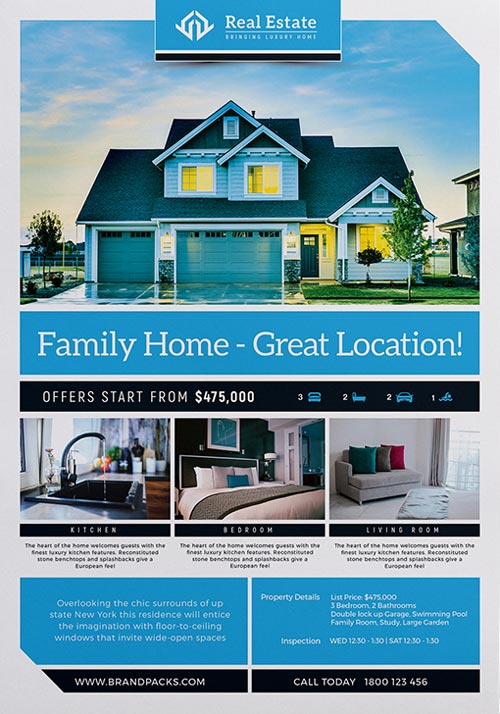 Real Estate
BRINGING LUXURY HOME
Family Home - Great Location!
OFFERS START FROM $475,000
3 2 2 1
KITCHEN
The heart of the home welcomes guests with the
finest luxury kitchen features. Reconstituted
stone benchtops and splashbacks give a
European feel
BEDROOM
The heart of the home welcomes guests with the
finest luxury kitchen features. Reconstituted
stone benchtops and splashbacks give a
European feel
LIVING ROOM
The heart of the home welcomes guests with the
finest luxury kitchen features. Reconstituted
stone benchtops and splashbacks give a
European feel
Overlooking the chic surrounds of up
state New York this residence will entice
the imagination with floor-to-ceiling
windows that invite wide-open spaces
Property Details List Price: $475,000
3 Bedroom, 2 Bathrooms
Double lock up Garage, Swimming Pool
Family Room, Study, Large Garden
Inspection WED 12:30 - 1:30 | SAT 12:30 - 1:30
WWW.BRANDPACKS.COM
CALL TODAY 1800 123 456